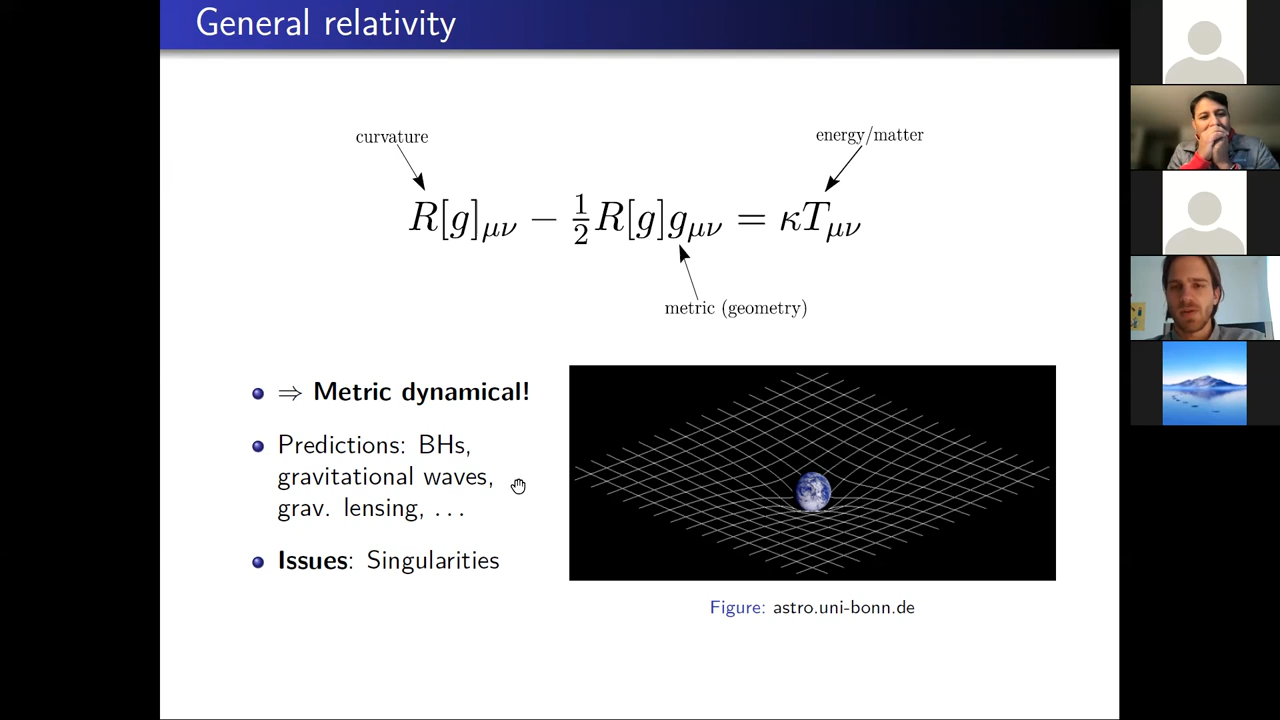 General relativity
curvature
energy/matter
R[g]μν − ½R[g]gμν = κTμν
metric (geometry)
⇒ Metric dynamical!
Predictions: BHs,
gravitational waves,
grav. lensing, . . .
Issues: Singularities
Figure: astro.uni-bonn.de